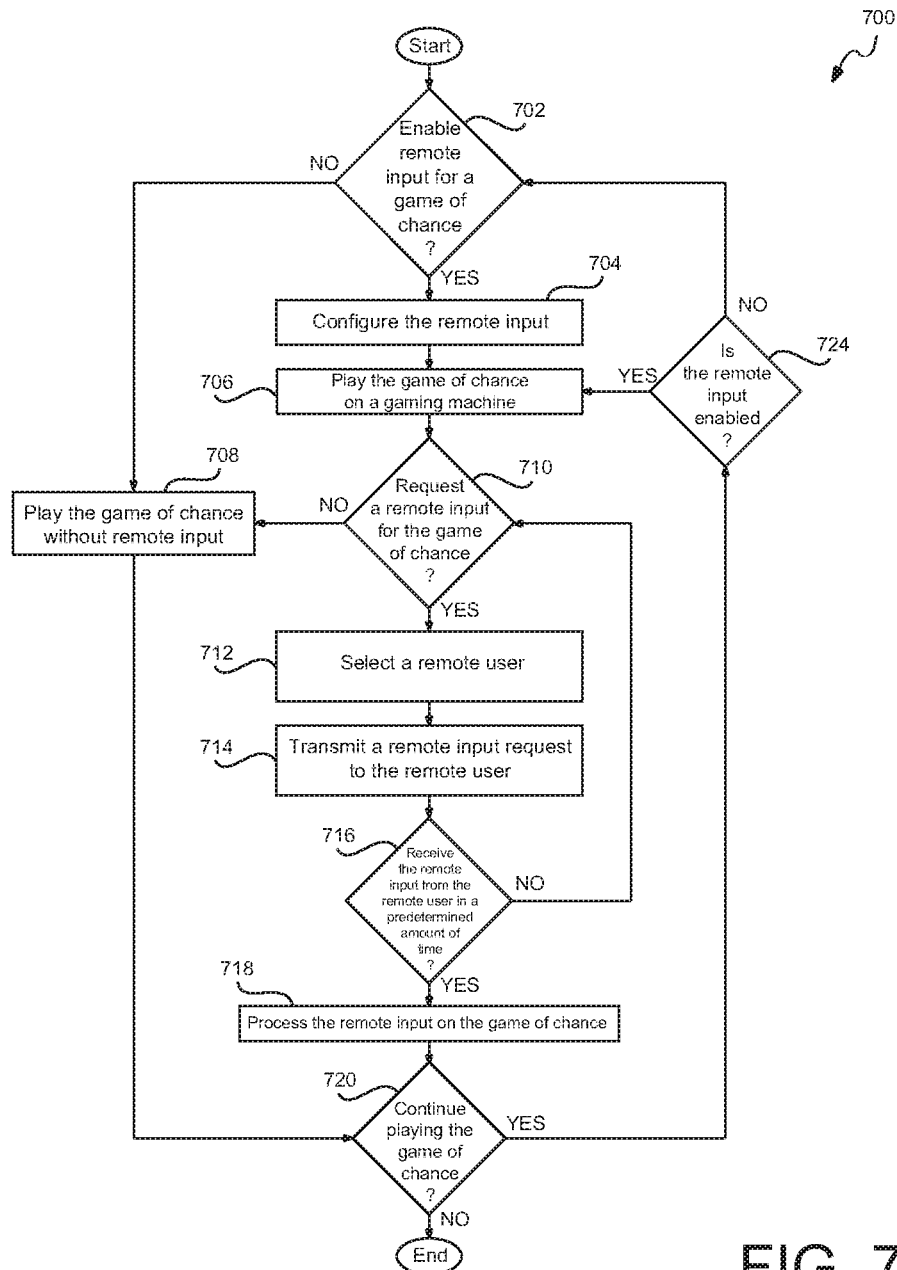 700
Start
702
Enable
remote
input for a
game of
chance
?
NO
YES
704
Configure the remote input
NO
724
Is
the remote
input
enabled
?
YES
706
Play the game of chance
on a gaming machine
708
Play the game of chance
without remote input
710
Request
a remote input
for the game
of chance
?
NO
YES
712
Select a remote user
714
Transmit a remote input request
to the remote user
716
Receive
the remote
input from the
remote user in a
predetermined
amount of
time
?
NO
YES
718
Process the remote input on the game of chance
720
Continue
playing the
game of
chance
?
YES
NO
End
FIG. 7